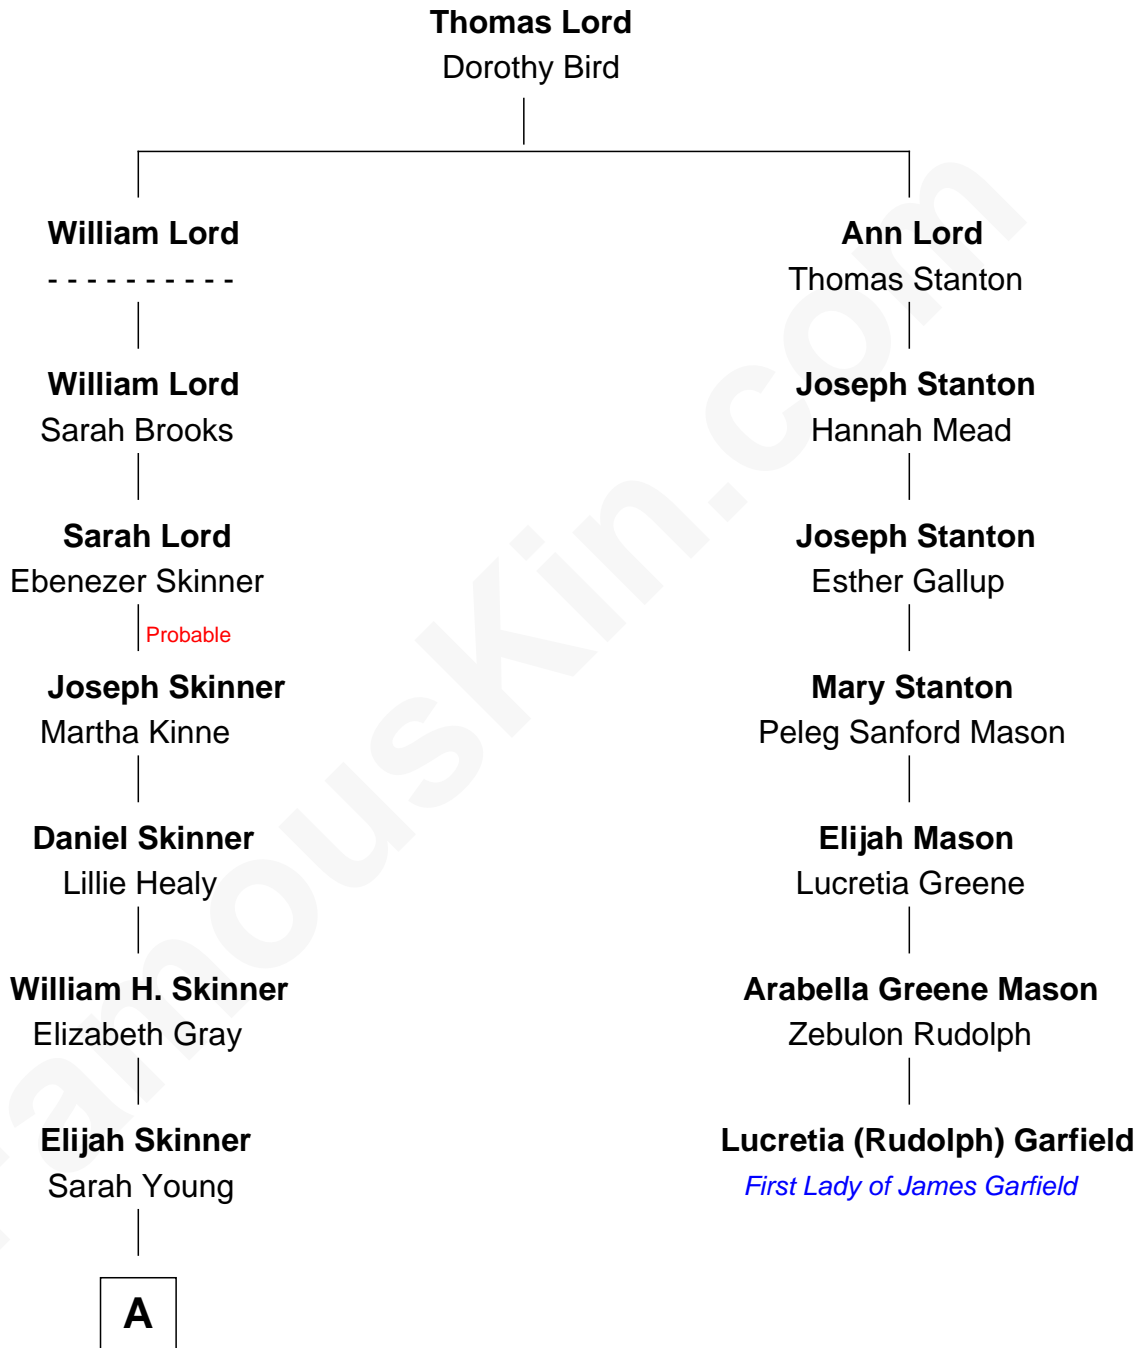 Thomas Lord
Dorothy Bird
William Lord
- - - - - - - - - -
Ann Lord
Thomas Stanton
William Lord
Sarah Brooks
Joseph Stanton
Hannah Mead
Sarah Lord
Ebenezer Skinner
Joseph Stanton
Esther Gallup
Probable
Joseph Skinner
Martha Kinne
Mary Stanton
Peleg Sanford Mason
Daniel Skinner
Lillie Healy
Elijah Mason
Lucretia Greene
William H. Skinner
Elizabeth Gray
Arabella Greene Mason
Zebulon Rudolph
Elijah Skinner
Sarah Young
Lucretia (Rudolph) Garfield
First Lady of James Garfield
A
FamousKin.com